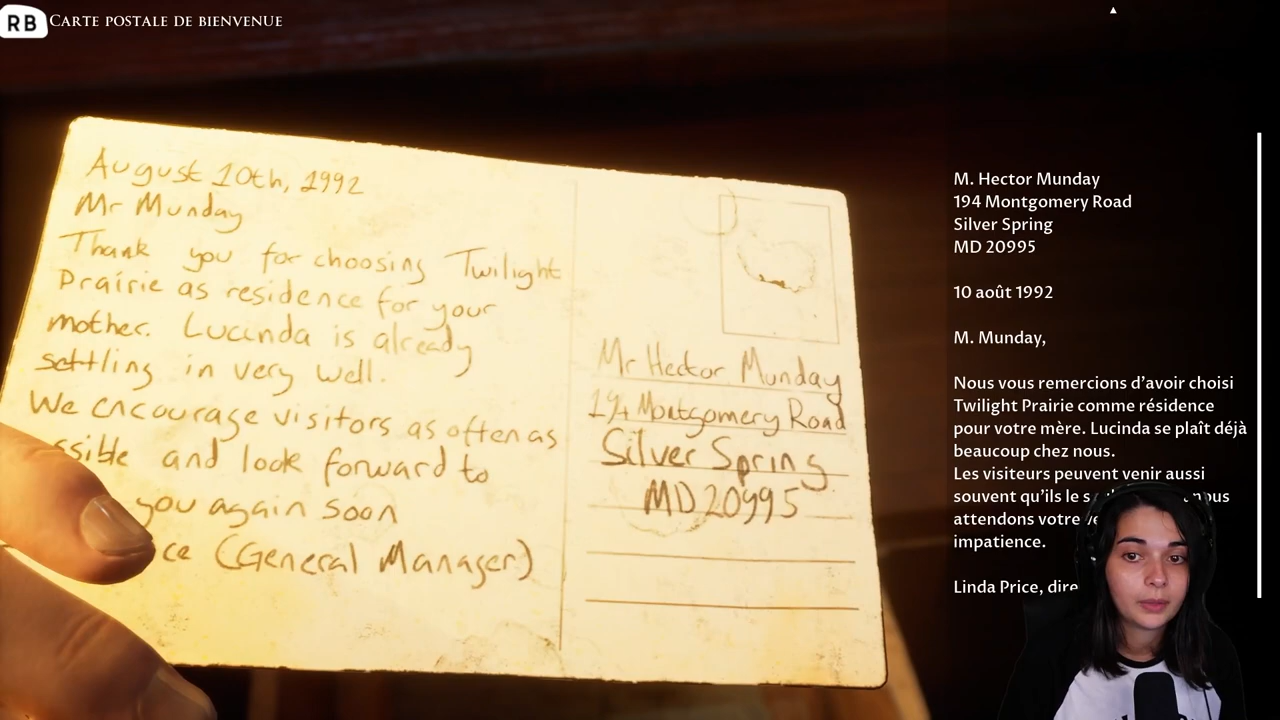 RB CARTE POSTALE DE BIENVENUE
August 10th, 1992
Mr Munday
Thank you for choosing Twilight
Prairie as residence for your
mother. Lucinda is already
settling in very well.
We encourage visitors as often as
ssible and look forward to
you again soon
ce (General Manager)
Mr Hector Munday
194 Montgomery Road
Silver Spring
MD 20995
M. Hector Munday
194 Montgomery Road
Silver Spring
MD 20995
10 août 1992
M. Munday,
Nous vous remercions d'avoir choisi
Twilight Prairie comme résidence
pour votre mère. Lucinda se plaît déjà
beaucoup chez nous.
Les visiteurs peuvent venir aussi
souvent qu'ils le nous
attendons votre
impatience.
Linda Price, dire